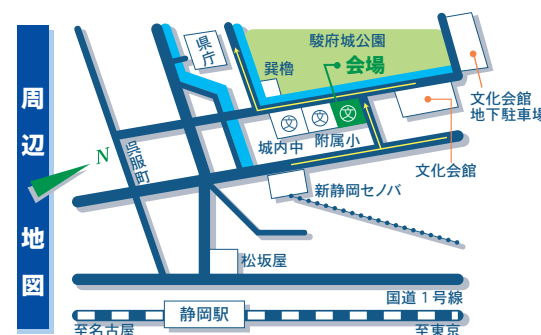 周辺地図
県庁
駿府城公園
巽櫓
会場
文化会館
地下駐車場
文
文
文
城内中
附属小
呉服町
N
文化会館
新静岡セノバ
松坂屋
国道1号線
静岡駅
至名古屋
至東京